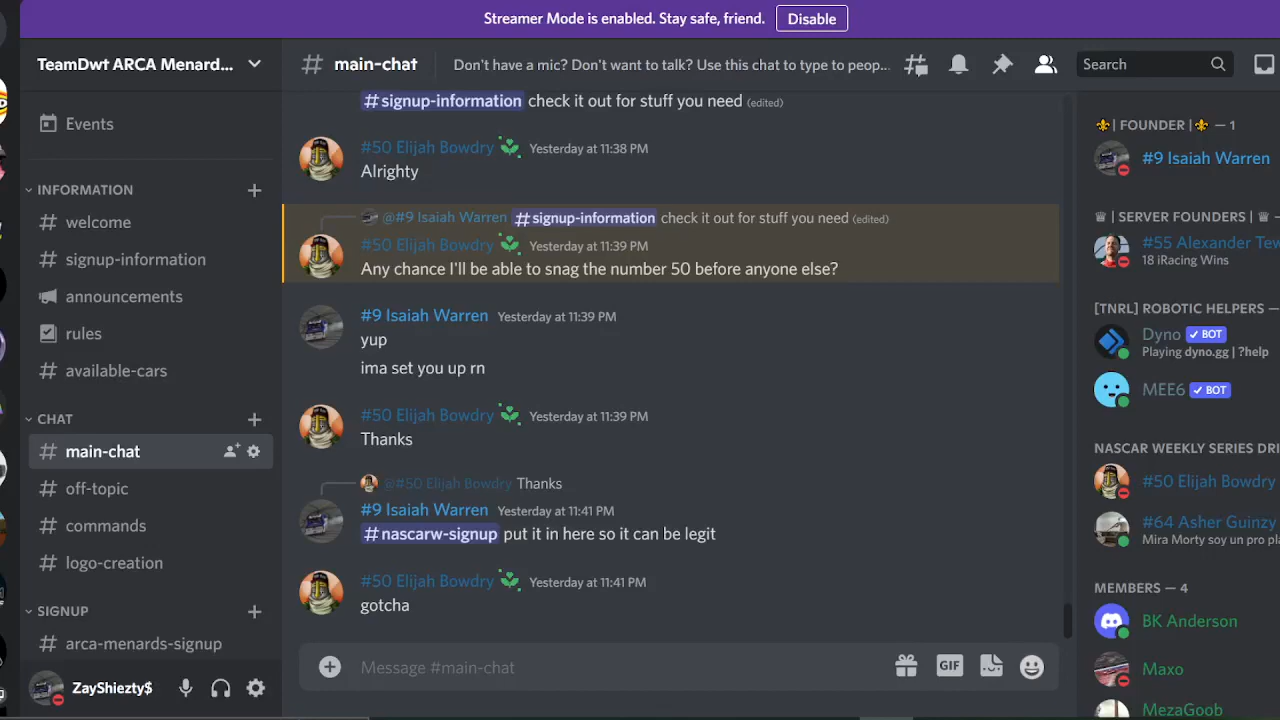 Streamer Mode is enabled. Stay safe, friend. Disable
TeamDwt ARCA Menard...
Events
INFORMATION
welcome
signup-information
announcements
rules
available-cars
CHAT
main-chat
off-topic
commands
logo-creation
SIGNUP
arca-menards-signup
ZayShiezty$
# main-chat Don't have a mic? Don't want to talk? Use this chat to type to peop...
Search
#signup-information check it out for stuff you need (edited)
#50 Elijah Bowdry Yesterday at 11:38 PM
Alrighty
@#9 Isaiah Warren #signup-information check it out for stuff you need (edited)
#50 Elijah Bowdry Yesterday at 11:39 PM
Any chance I'll be able to snag the number 50 before anyone else?
#9 Isaiah Warren Yesterday at 11:39 PM
yup
ima set you up rn
#50 Elijah Bowdry Yesterday at 11:39 PM
Thanks
@#50 Elijah Bowdry Thanks
#9 Isaiah Warren Yesterday at 11:41 PM
#nascarw-signup put it in here so it can be legit
#50 Elijah Bowdry Yesterday at 11:41 PM
gotcha
Message #main-chat
GIF
⚜️| FOUNDER |⚜️ — 1
#9 Isaiah Warren
♕ | SERVER FOUNDERS | ♕ —
#55 Alexander Tew
18 iRacing Wins
[TNRL] ROBOTIC HELPERS —
Dyno ✓ BOT
Playing dyno.gg | ?help
MEE6 ✓ BOT
NASCAR WEEKLY SERIES DRI
#50 Elijah Bowdry
#64 Asher Guinzy
Mira Morty soy un pro pla
MEMBERS — 4
BK Anderson
Maxo
MezaGoob